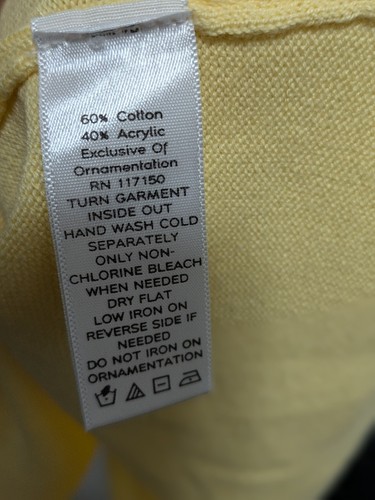 60% Cotton
40% Acrylic
Exclusive Of
Ornamentation
RN 117150
TURN GARMENT
INSIDE OUT
HAND WASH COLD
SEPARATELY
ONLY NON-
CHLORINE BLEACH
WHEN NEEDED
DRY FLAT
LOW IRON ON
REVERSE SIDE IF
NEEDED
DO NOT IRON ON
ORNAMENTATION